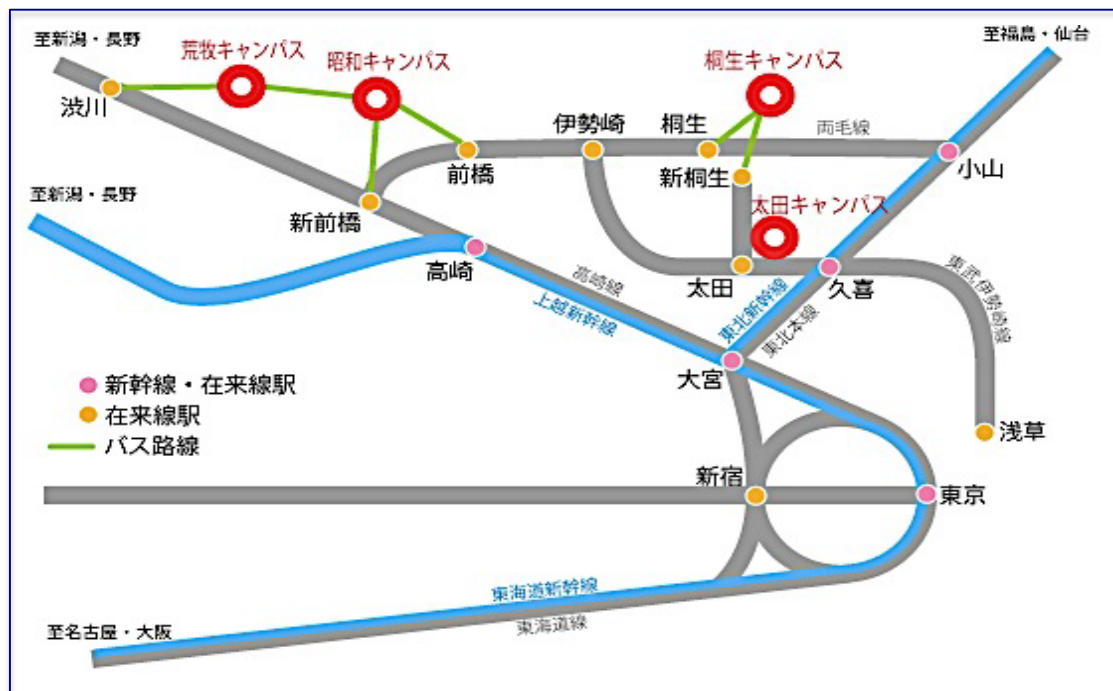 至新潟・長野
荒牧キャンパス
昭和キャンパス
桐生キャンパス
至福島・仙台
渋川
伊勢崎
桐生
両毛線
前橋
新桐生
小山
至新潟・長野
新前橋
太田キャンパス
高崎
高崎線
上越新幹線
太田
久喜
東武伊勢崎線
東北新幹線
東北本線
大宮
新幹線・在来線駅
在来線駅
バス路線
浅草
新宿
東京
東海道新幹線
東海道線
至名古屋・大阪